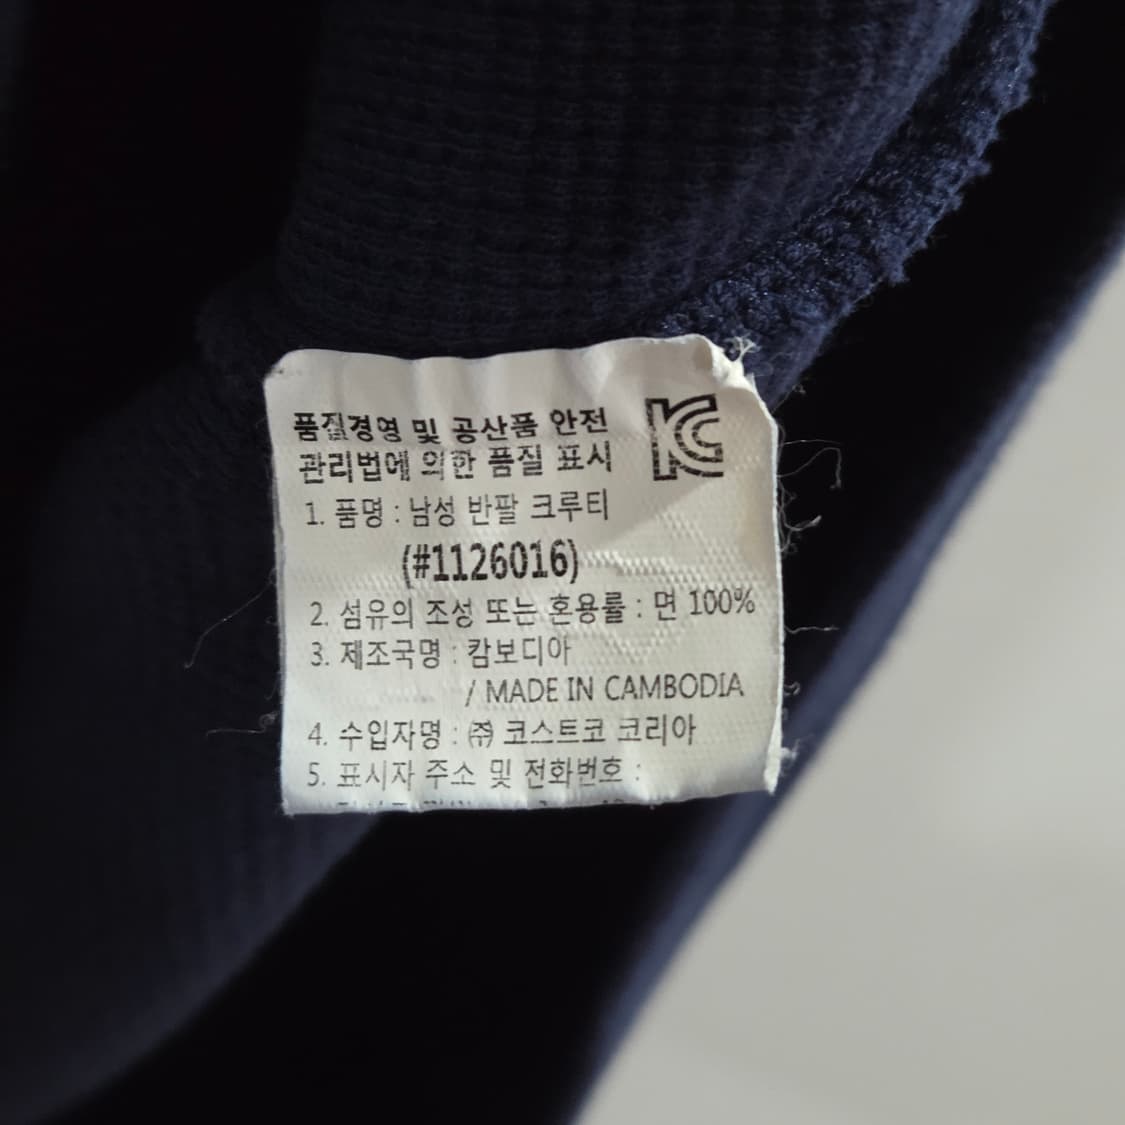 품질경영 및 공산품 안전
관리법에 의한 품질 표시
KC
1. 품명 : 남성 반팔 크루티
(#1126016)
2. 섬유의 조성 또는 혼용률 : 면 100%
3. 제조국명 : 캄보디아
/ MADE IN CAMBODIA
4. 수입자명 : ㈜ 코스트코 코리아
5. 표시자 주소 및 전화번호 :